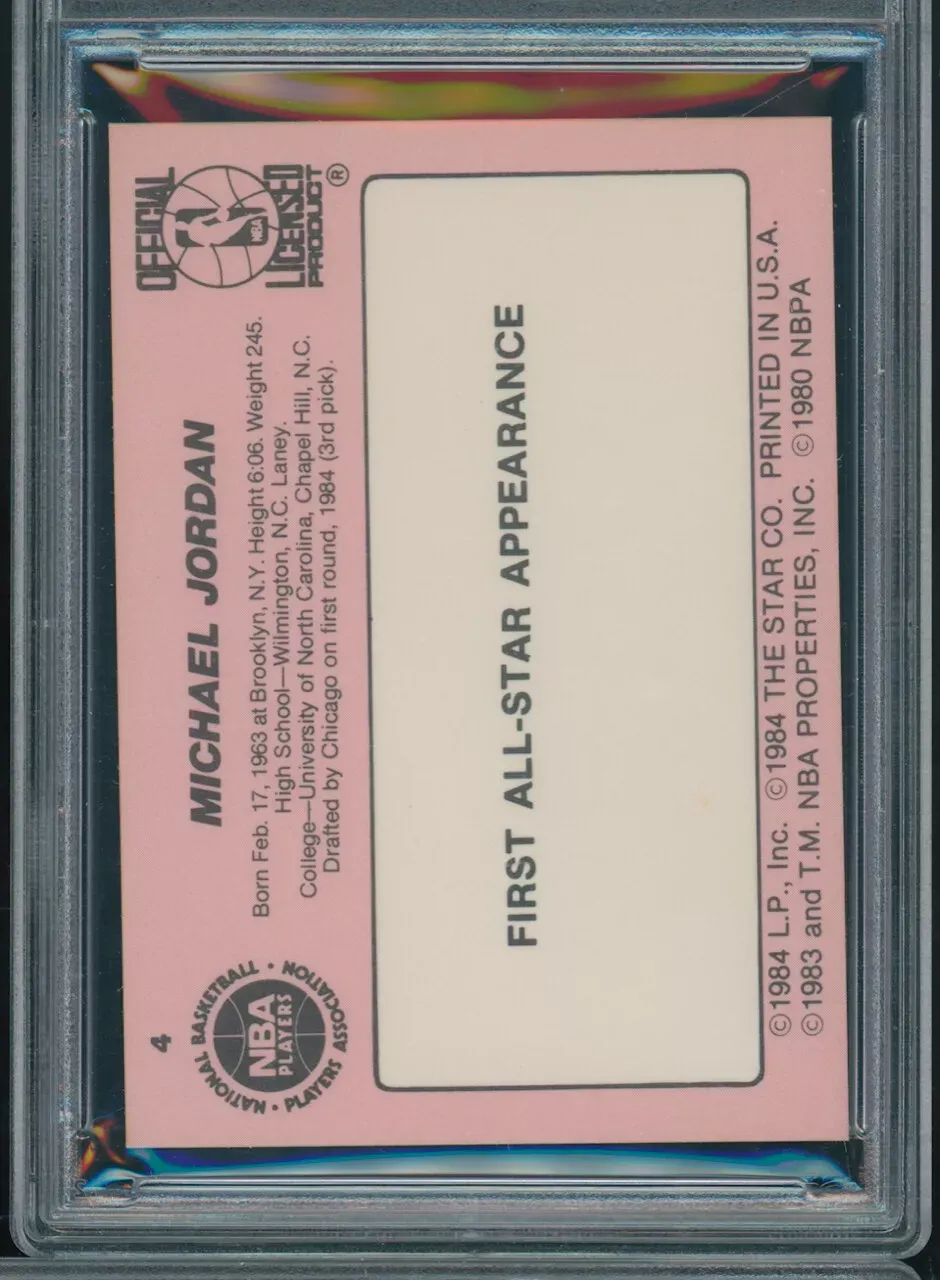 4
MICHAEL JORDAN
Born Feb. 17, 1963 at Brooklyn, N.Y. Height 6:06. Weight 245.
High School—Wilmington, N.C. Laney.
College—University of North Carolina, Chapel Hill, N.C.
Drafted by Chicago on first round, 1984 (3rd pick).
NATIONAL BASKETBALL • PLAYERS ASSOCIATION •
NBA
PLAYERS
OFFICIAL
NBA
LICENSED
PRODUCT ®
FIRST ALL-STAR APPEARANCE
©1984 L.P., Inc. ©1984 THE STAR CO. PRINTED IN U.S.A.
©1983 and T.M. NBA PROPERTIES, INC. ©1980 NBPA